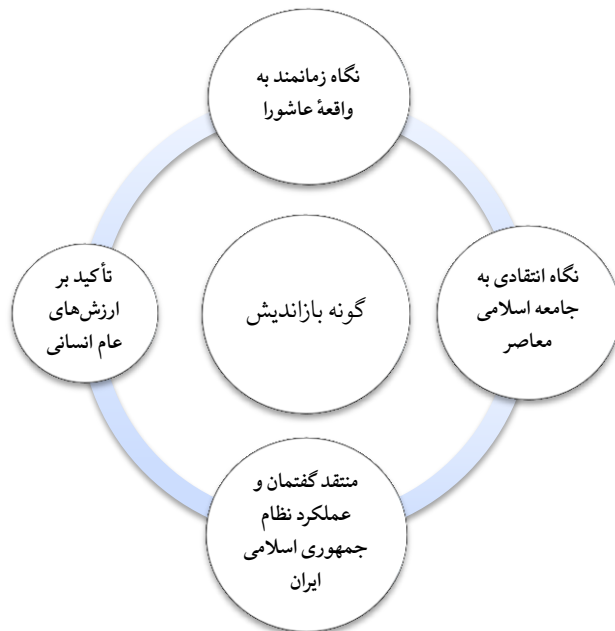 نگاه زمانمند به
واقعهٔ عاشورا
نگاه انتقادی به
جامعه اسلامی
معاصر
گونه بازاندیش
تأکید بر
ارزش‌های
عام انسانی
منتقد گفتمان و
عملکرد نظام
جمهوری اسلامی
ایران